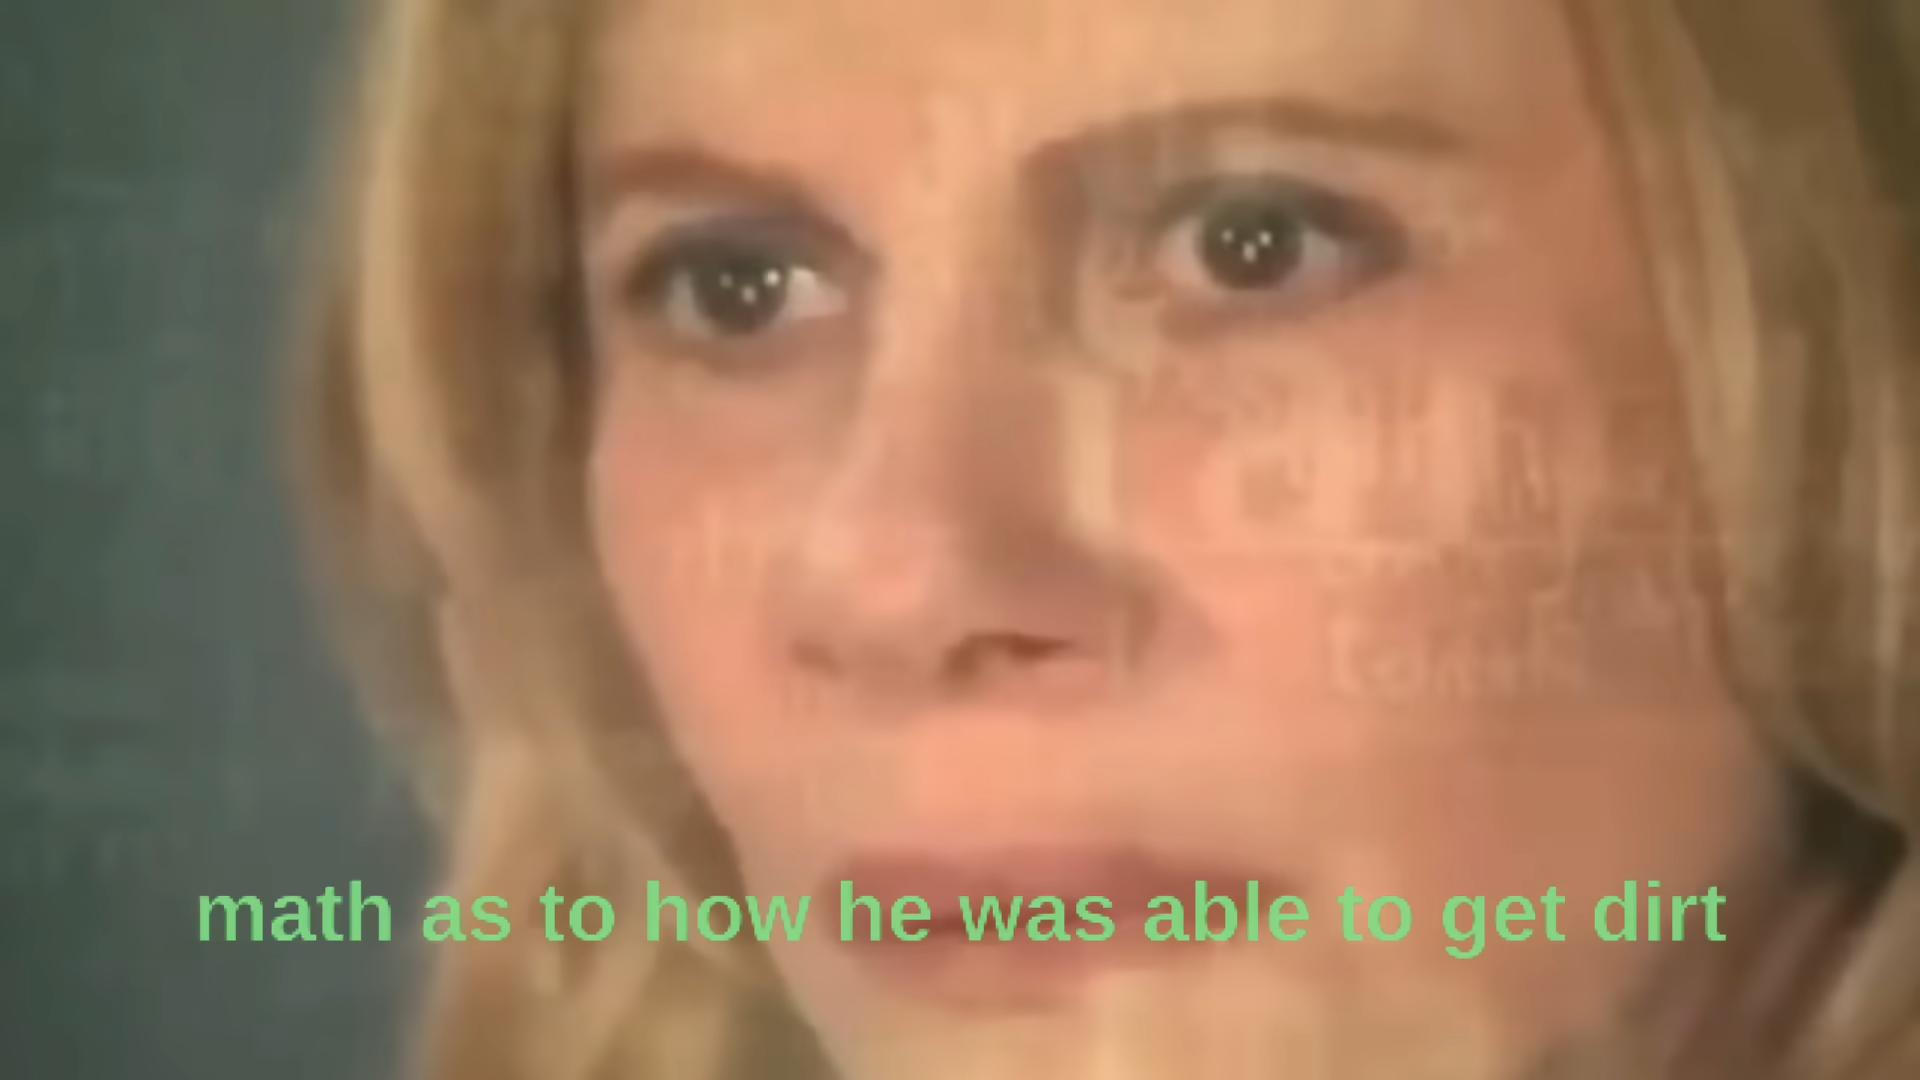 math as to how he was able to get dirt